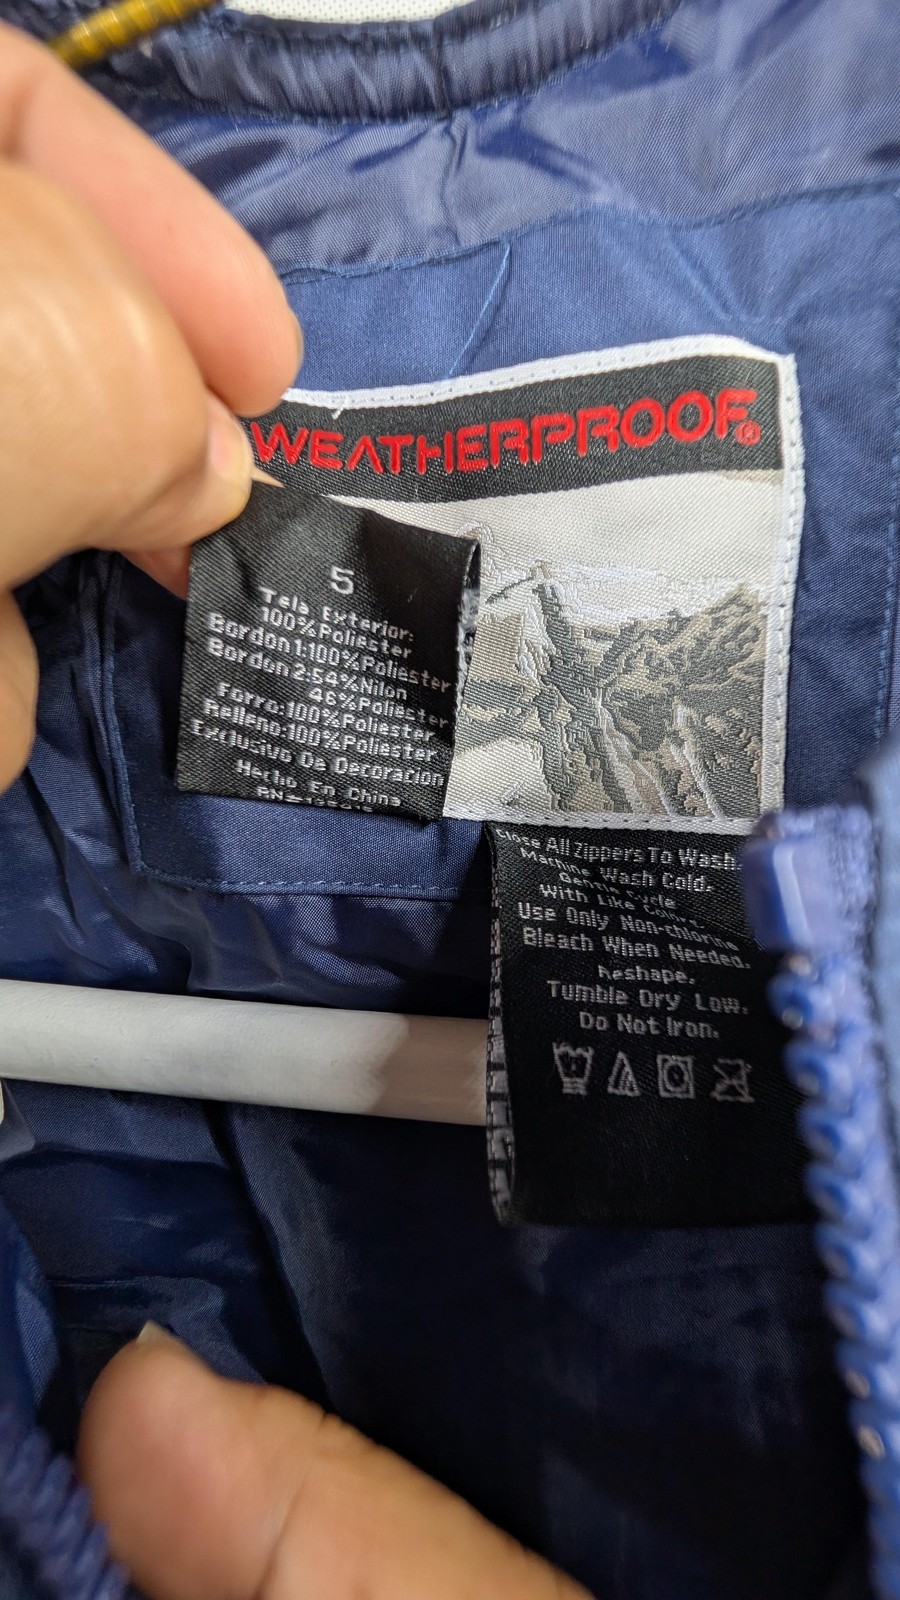 WEATHERPROOF®
5
Tela Exterior:
100%Poliester
Bordon 1:100%Poliester
Bordon 2:54%Nilon
46%Poliester
Forro:100%Poliester
Relleno:100%Poliester
Exclusivo De Decoracion
Hecho En China
Close All Zippers To Wash.
Machine Wash Cold.
Gentle Cycle
With Like Colors.
Use Only Non-chlorine
Bleach When Needed.
Reshape.
Tumble Dry Low.
Do Not Iron.